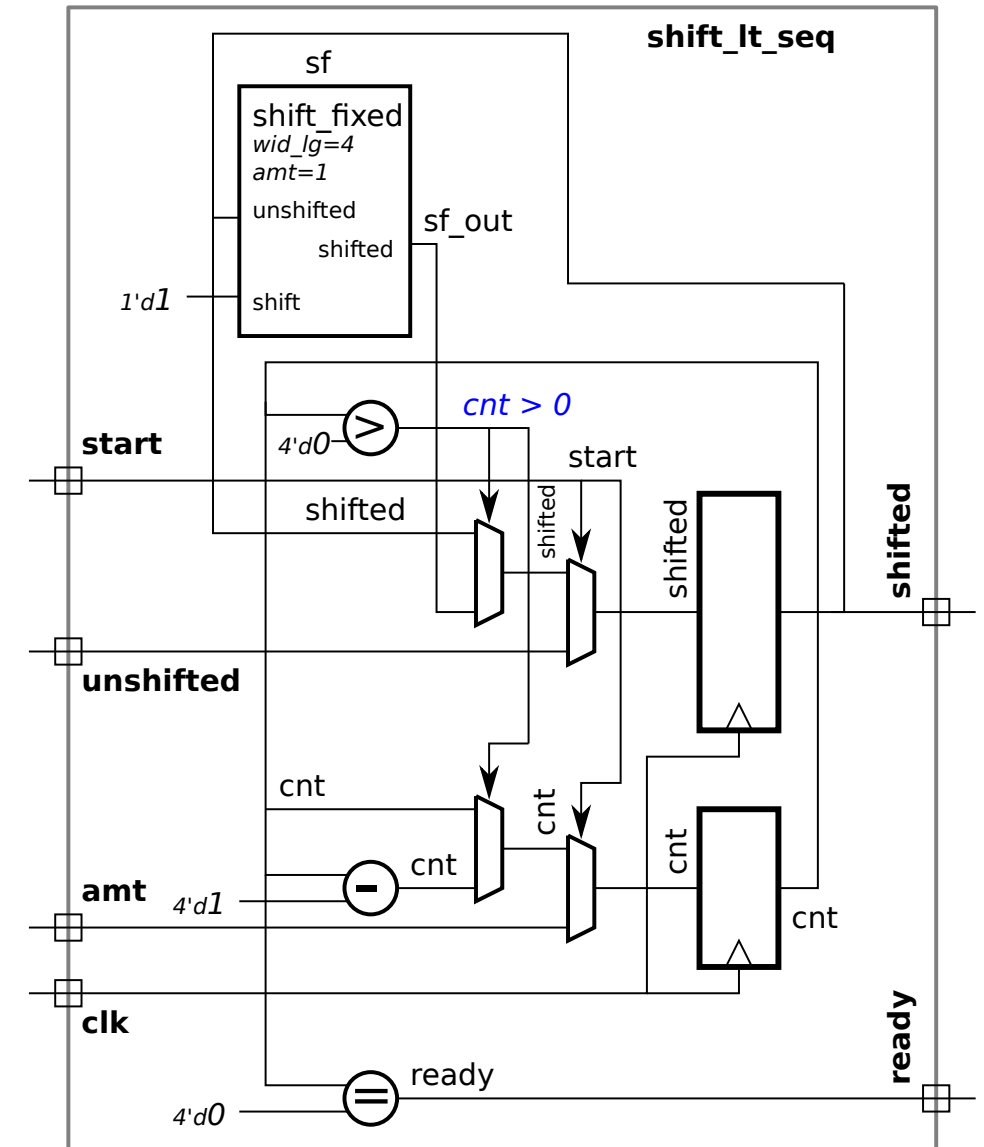 shift_lt_seq
sf
shift_fixed
wid_lg=4
amt=1
unshifted
sf_out
shifted
1'd1
shift
cnt > 0
>
4'd0
start
start
shifted
shifted
shifted
shifted
unshifted
cnt
cnt
cnt
cnt
-
amt
4'd1
cnt
clk
ready
ready
=
4'd0